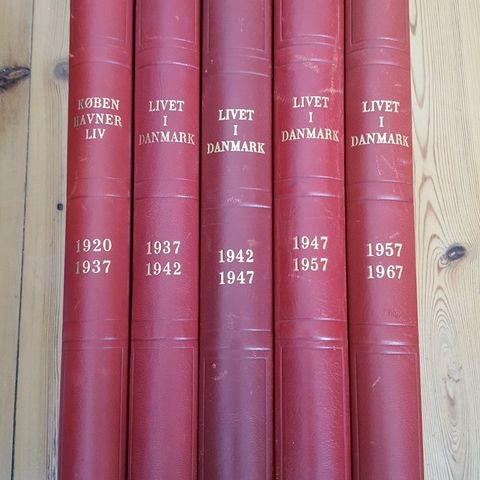 KØBEN
HAVNER
LIV
1920
1937
LIVET
I
DANMARK
1937
1942
LIVET
I
DANMARK
1942
1947
LIVET
I
DANMARK
1947
1957
LIVET
I
DANMARK
1957
1967